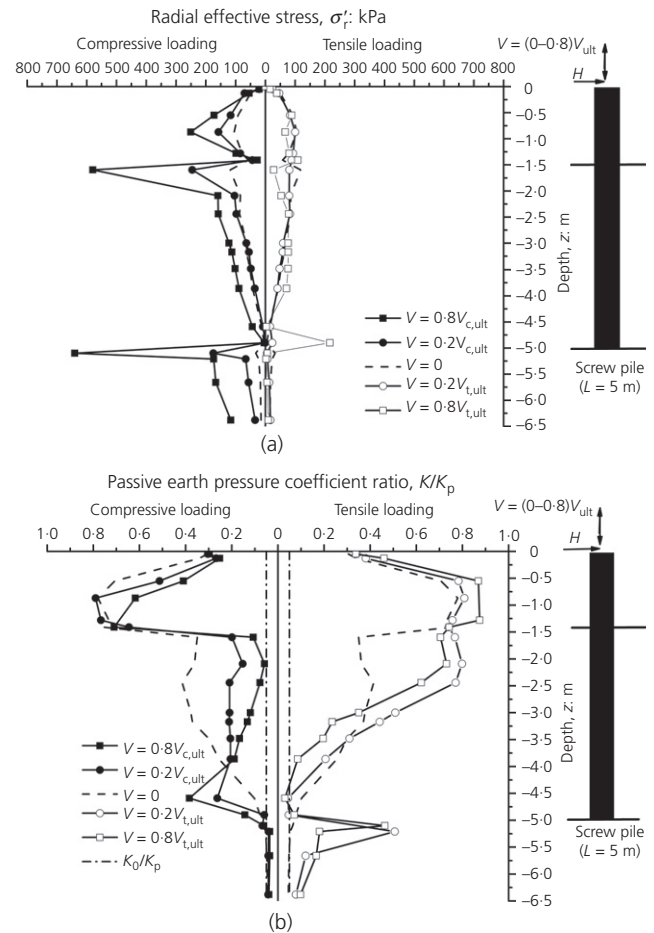 Radial effective stress, σ′r: kPa
Compressive loading
Tensile loading
V = (0–0·8)Vult
800 700 600 500 400 300 200 100 0 100 200 300 400 500 600 700 800
H
0
−0·5
−1·0
−1·5
−2·0
−2·5
−3·0
−3·5
−4·0
−4·5
−5·0
−5·5
−6·0
−6·5
Depth, z: m
V = 0·8Vc,ult
V = 0·2Vc,ult
V = 0
V = 0·2Vt,ult
V = 0·8Vt,ult
Screw pile
(L = 5 m)
(a)
Passive earth pressure coefficient ratio, K/Kp
Compressive loading
Tensile loading
V = (0–0·8)Vult
1·0 0·8 0·6 0·4 0·2 0 0·2 0·4 0·6 0·8 1·0
H
0
−0·5
−1·0
−1·5
−2·0
−2·5
−3·0
−3·5
−4·0
−4·5
−5·0
−5·5
−6·0
−6·5
Depth, z: m
V = 0·8Vc,ult
V = 0·2Vc,ult
V = 0
V = 0·2Vt,ult
V = 0·8Vt,ult
K0/Kp
Screw pile
(L = 5 m)
(b)